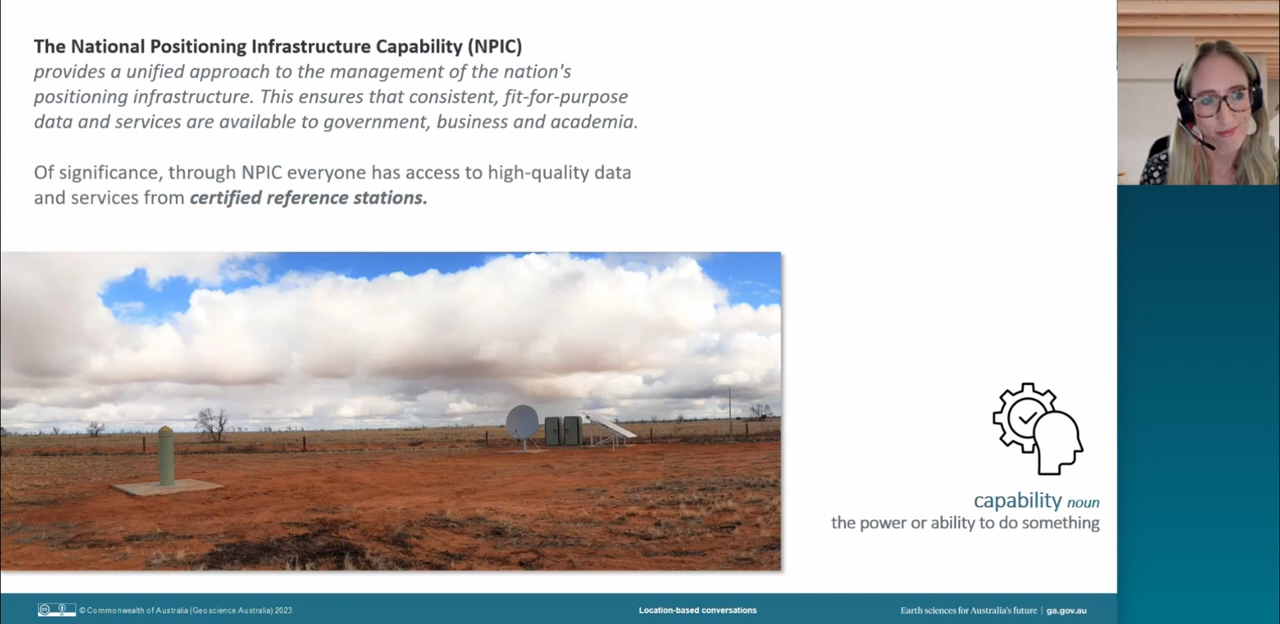 The National Positioning Infrastructure Capability (NPIC)
provides a unified approach to the management of the nation's
positioning infrastructure. This ensures that consistent, fit-for-purpose
data and services are available to government, business and academia.
Of significance, through NPIC everyone has access to high-quality data
and services from certified reference stations.
capability noun
the power or ability to do something
© Commonwealth of Australia (Geoscience Australia) 2023.
Location-based conversations
Earth sciences for Australia's future | ga.gov.au